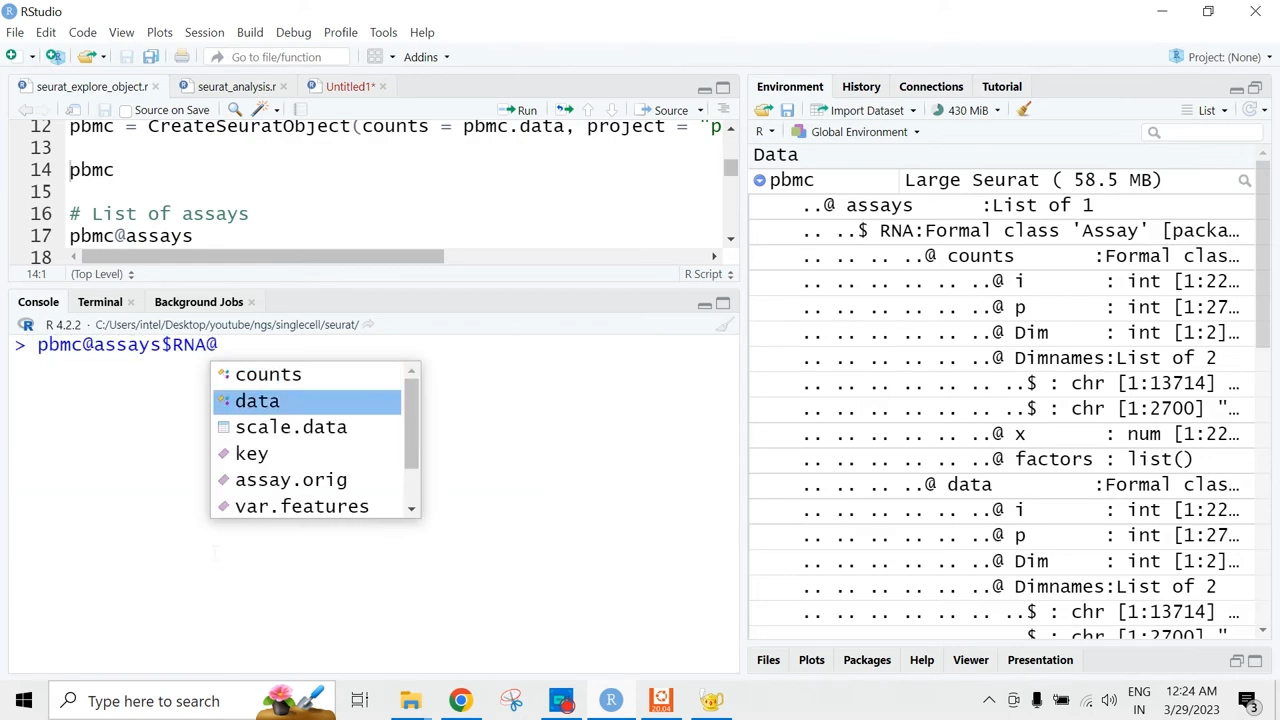 RStudio
File Edit Code View Plots Session Build Debug Profile Tools Help
Go to file/function Addins Project: (None)
seurat_explore_object.r seurat_analysis.r Untitled1*
Source on Save Run Source
12 pbmc = CreateSeuratObject(counts = pbmc.data, project = "p
13
14 pbmc
15
16 # List of assays
17 pbmc@assays
18
14:1 (Top Level) R Script
Console Terminal Background Jobs
R 4.2.2 · C:/Users/intel/Desktop/youtube/ngs/singlecell/seurat/
> pbmc@assays$RNA@
counts
data
scale.data
key
assay.orig
var.features
Environment History Connections Tutorial
Import Dataset 430 MiB List
R Global Environment
Data
pbmc Large Seurat ( 58.5 MB)
..@ assays :List of 1
.. ..$ RNA:Formal class 'Assay' [packa…
.. .. .. ..@ counts :Formal clas…
.. .. .. .. .. ..@ i : int [1:22…
.. .. .. .. .. ..@ p : int [1:27…
.. .. .. .. .. ..@ Dim : int [1:2]…
.. .. .. .. .. ..@ Dimnames:List of 2
.. .. .. .. .. .. ..$ : chr [1:13714] …
.. .. .. .. .. .. ..$ : chr [1:2700] "…
.. .. .. .. .. ..@ x : num [1:22…
.. .. .. .. .. ..@ factors : list()
.. .. .. ..@ data :Formal clas…
.. .. .. .. .. ..@ i : int [1:22…
.. .. .. .. .. ..@ p : int [1:27…
.. .. .. .. .. ..@ Dim : int [1:2]…
.. .. .. .. .. ..@ Dimnames:List of 2
.. .. .. .. .. .. ..$ : chr [1:13714] …
.. .. .. .. .. .. ..$ : chr [1:2700] "
Files Plots Packages Help Viewer Presentation
Type here to search
20.04
ENG
IN
12:24 AM
3/29/2023
3